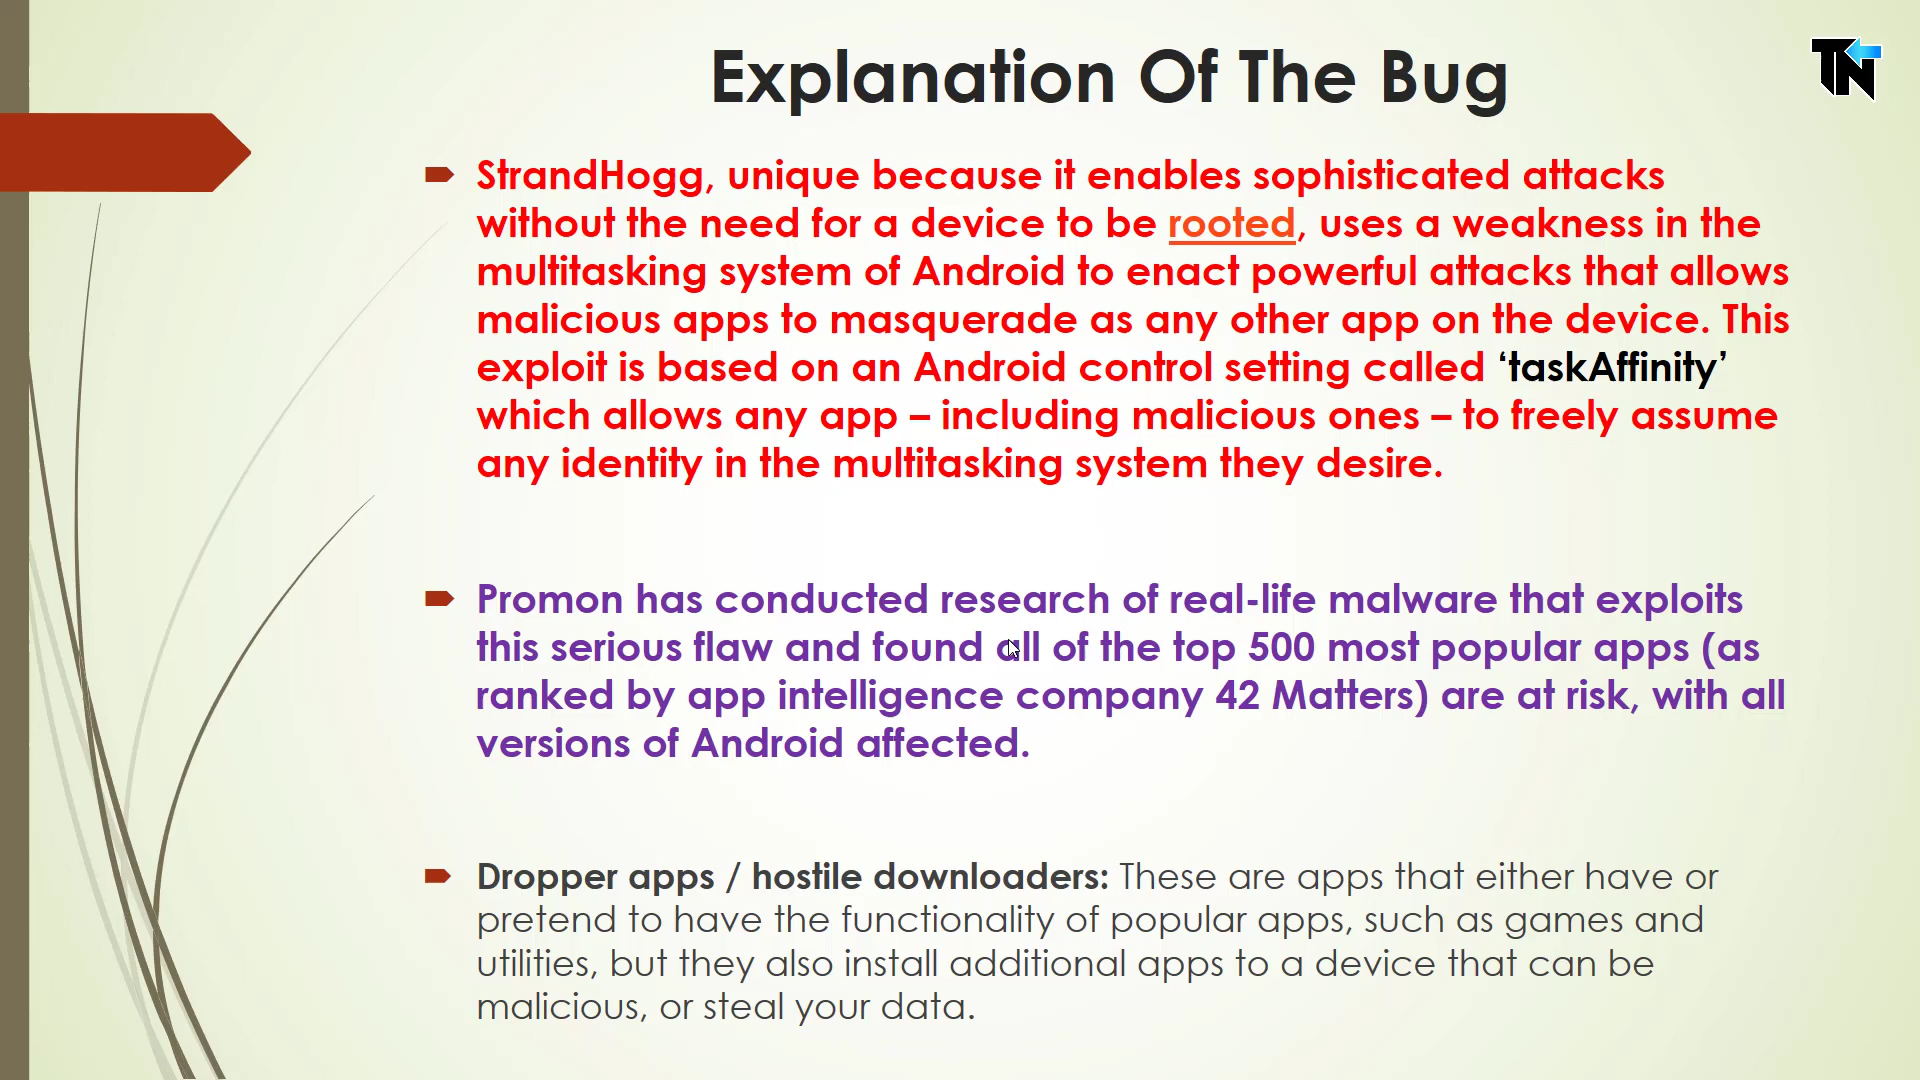 Explanation Of The Bug
TN
StrandHogg, unique because it enables sophisticated attacks
without the need for a device to be rooted, uses a weakness in the
multitasking system of Android to enact powerful attacks that allows
malicious apps to masquerade as any other app on the device. This
exploit is based on an Android control setting called ‘taskAffinity’
which allows any app – including malicious ones – to freely assume
any identity in the multitasking system they desire.
Promon has conducted research of real-life malware that exploits
this serious flaw and found all of the top 500 most popular apps (as
ranked by app intelligence company 42 Matters) are at risk, with all
versions of Android affected.
Dropper apps / hostile downloaders: These are apps that either have or
pretend to have the functionality of popular apps, such as games and
utilities, but they also install additional apps to a device that can be
malicious, or steal your data.